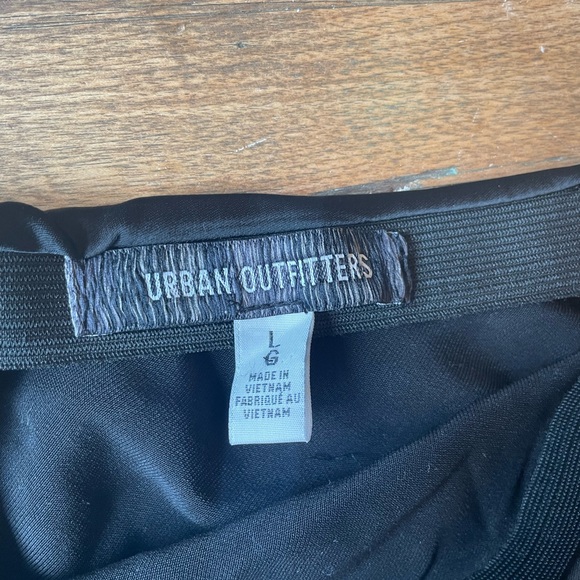 URBAN OUTFITTERS
L
G
MADE IN
VIETNAM
FABRIQUÉ AU
VIETNAM